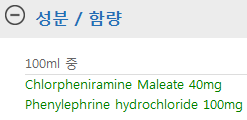 성분 / 함량
100ml 중
Chlorpheniramine Maleate 40mg
Phenylephrine hydrochloride 100mg